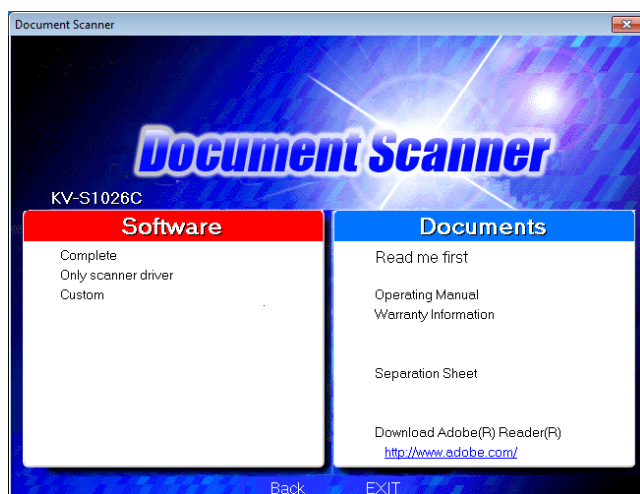 Document Scanner
Document Scanner
KV-S1026C
Software
Complete
Only scanner driver
Custom
Documents
Read me first
Operating Manual
Warranty Information
Separation Sheet
Download Adobe(R) Reader(R)
http://www.adobe.com/
Back EXIT